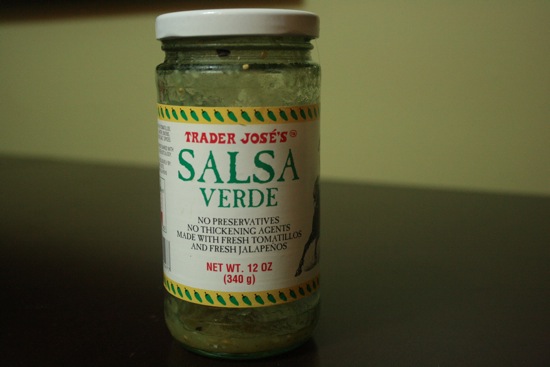 TRADER JOSÉ'S™
SALSA
VERDE
NO PRESERVATIVES
NO THICKENING AGENTS
MADE WITH FRESH TOMATILLOS
AND FRESH JALAPEÑOS
NET WT. 12 OZ
(340 g)